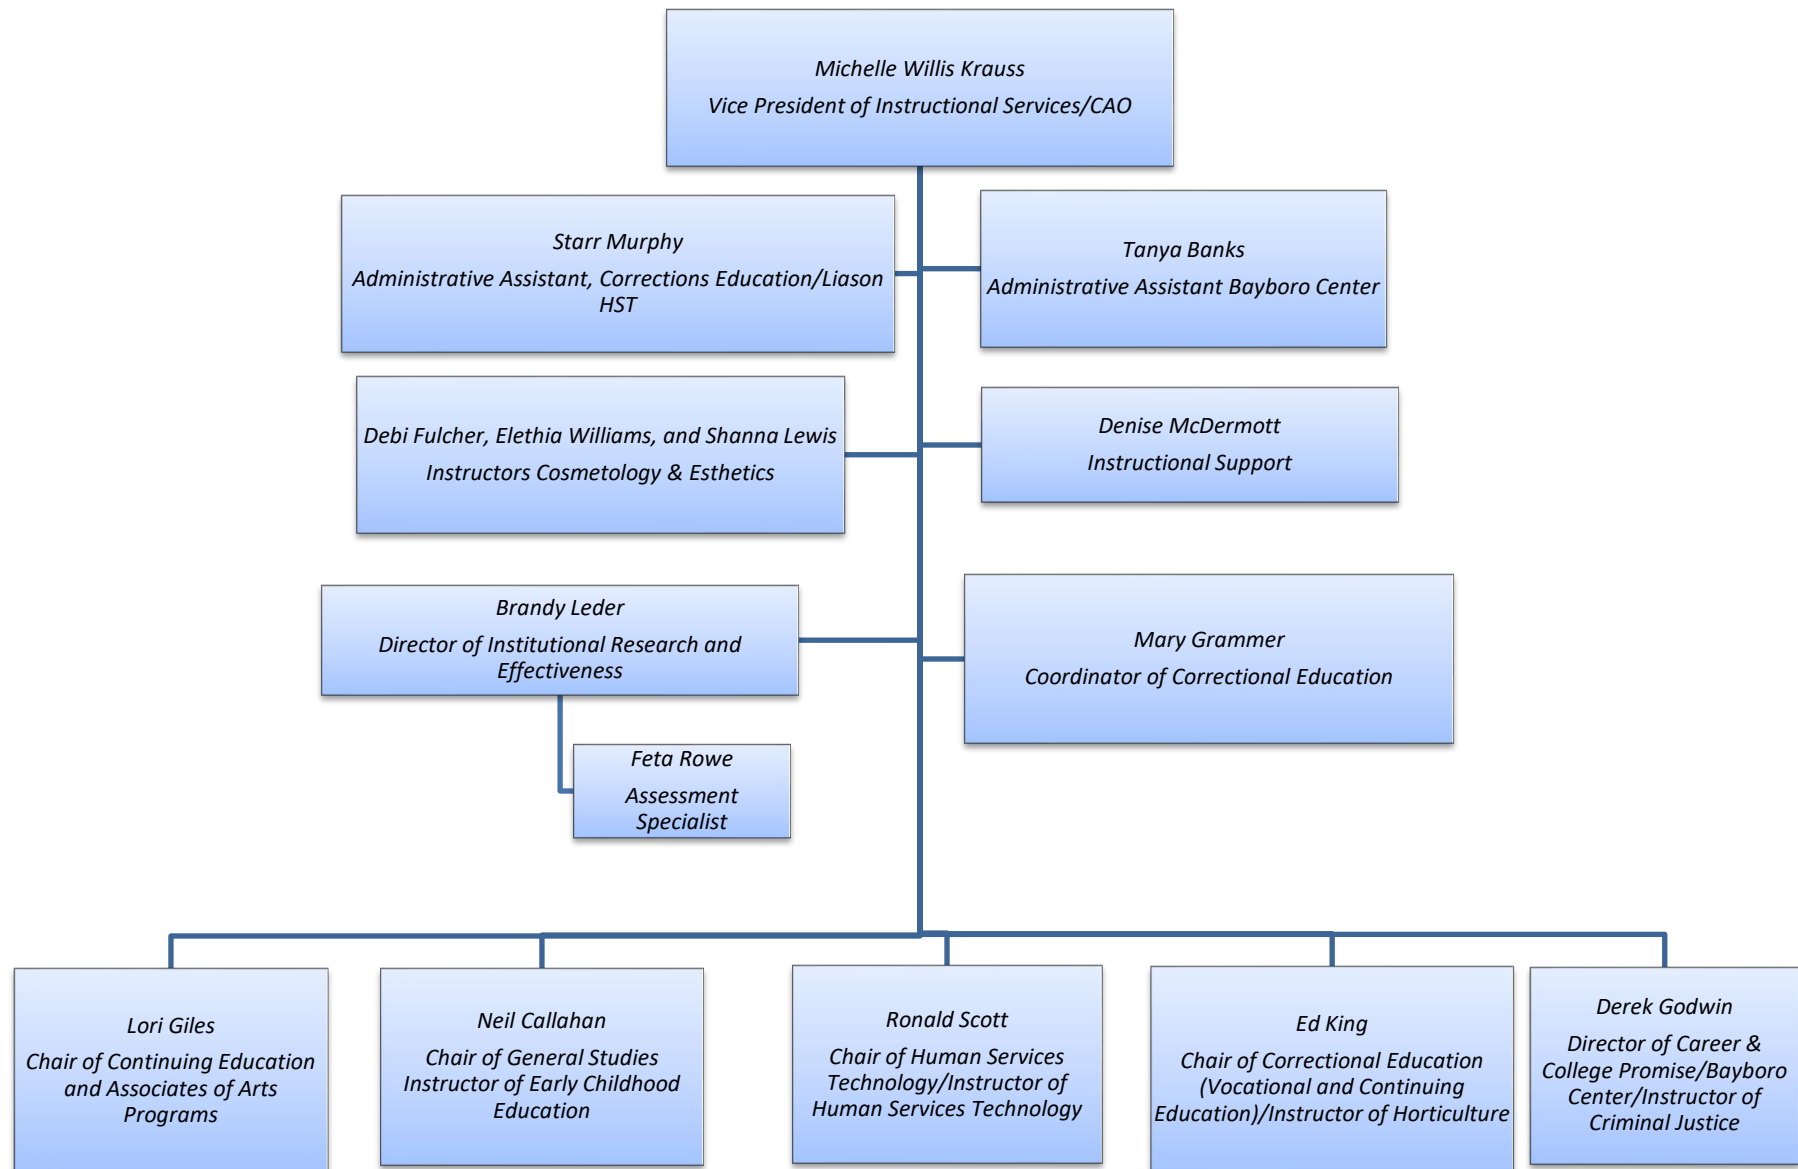 Michelle Willis Krauss
Vice President of Instructional Services/CAO
Starr Murphy
Administrative Assistant, Corrections Education/Liason
HST
Tanya Banks
Administrative Assistant Bayboro Center
Debi Fulcher, Elethia Williams, and Shanna Lewis
Instructors Cosmetology & Esthetics
Denise McDermott
Instructional Support
Brandy Leder
Director of Institutional Research and
Effectiveness
Mary Grammer
Coordinator of Correctional Education
Feta Rowe
Assessment
Specialist
Lori Giles
Chair of Continuing Education
and Associates of Arts
Programs
Neil Callahan
Chair of General Studies
Instructor of Early Childhood
Education
Ronald Scott
Chair of Human Services
Technology/Instructor of
Human Services Technology
Ed King
Chair of Correctional Education
(Vocational and Continuing
Education)/Instructor of Horticulture
Derek Godwin
Director of Career &
College Promise/Bayboro
Center/Instructor of
Criminal Justice